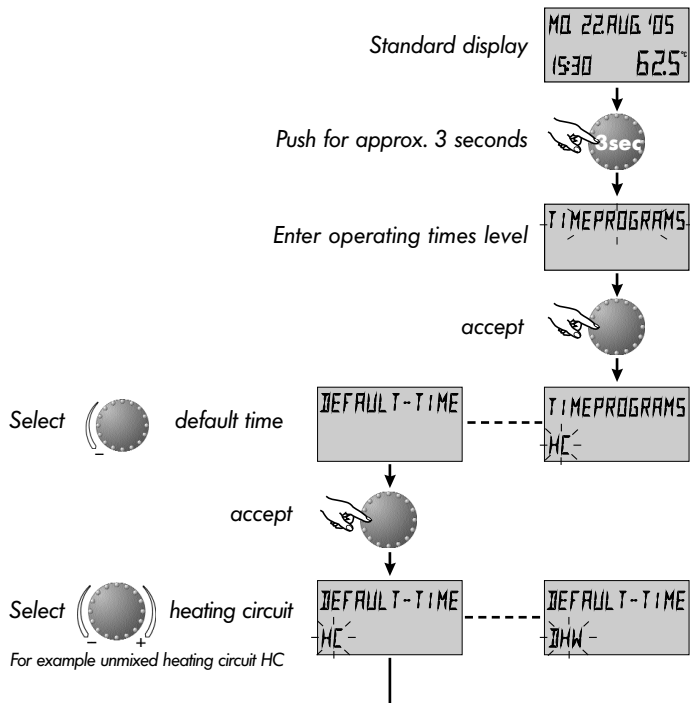 Standard display
MO. 22.AUG. '05
15:30 62.5°C
Push for approx. 3 seconds
3sec
Enter operating times level
TIMEPROGRAMS
accept
Select
–
default time
DEFAULT-TIME
TIMEPROGRAMS
HC
accept
Select
– +
heating circuit
DEFAULT-TIME
HC
DEFAULT-TIME
DHW
For example unmixed heating circuit HC